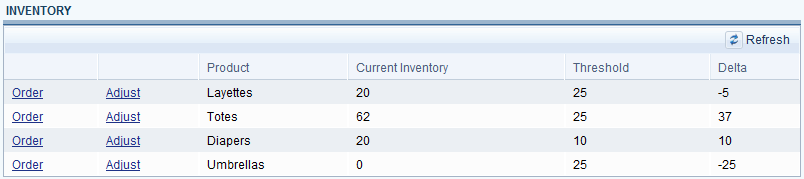 INVENTORY
Refresh
Product Current Inventory Threshold Delta
Order Adjust Layettes 20 25 -5
Order Adjust Totes 62 25 37
Order Adjust Diapers 20 10 10
Order Adjust Umbrellas 0 25 -25